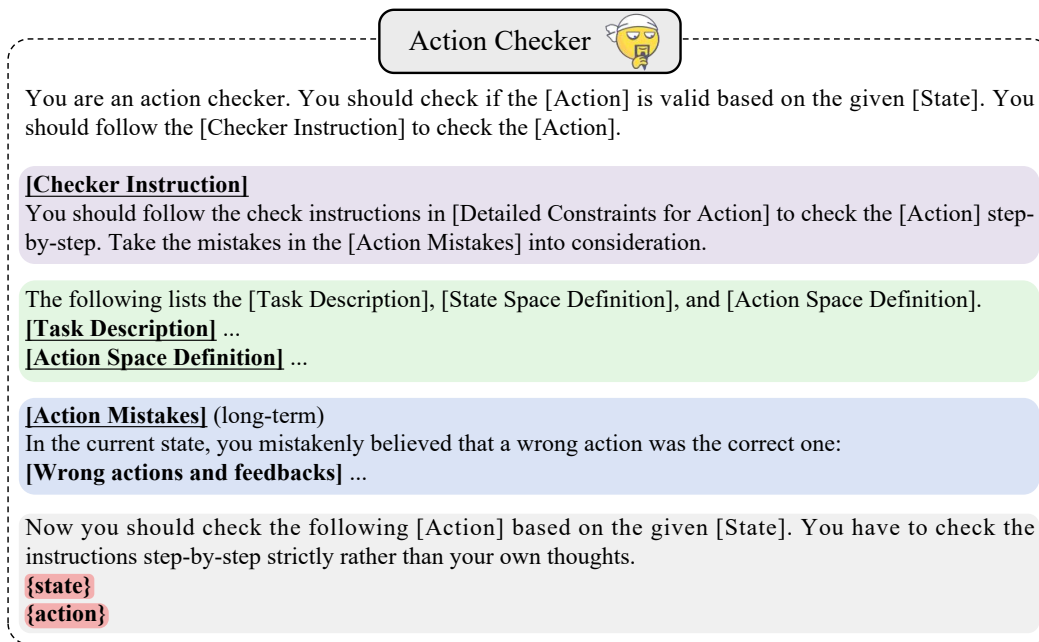 Action Checker
You are an action checker. You should check if the [Action] is valid based on the given [State]. You
should follow the [Checker Instruction] to check the [Action].
[Checker Instruction]
You should follow the check instructions in [Detailed Constraints for Action] to check the [Action] step-
by-step. Take the mistakes in the [Action Mistakes] into consideration.
The following lists the [Task Description], [State Space Definition], and [Action Space Definition].
[Task Description] ...
[Action Space Definition] ...
[Action Mistakes] (long-term)
In the current state, you mistakenly believed that a wrong action was the correct one:
[Wrong actions and feedbacks] ...
Now you should check the following [Action] based on the given [State]. You have to check the
instructions step-by-step strictly rather than your own thoughts.
{state}
{action}